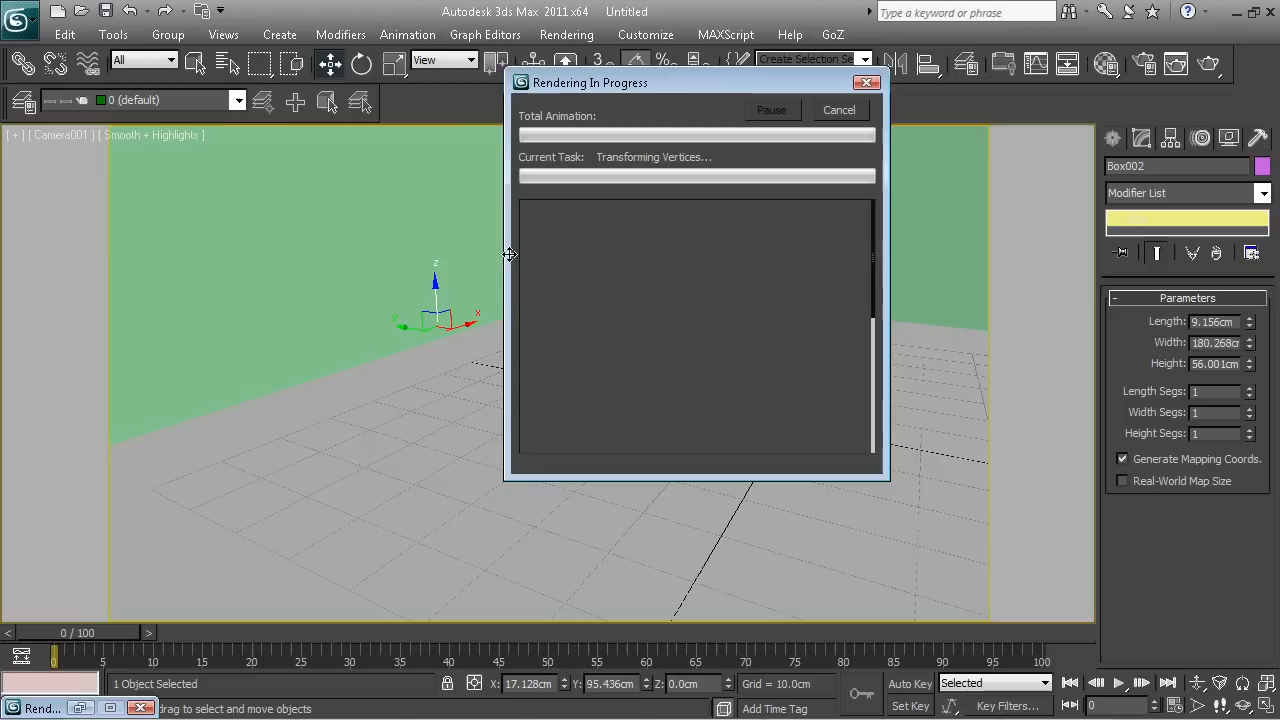 Autodesk 3ds Max 2011 x64 Untitled
Type a keyword or phrase
Edit Tools Group Views Create Modifiers Animation Graph Editors Rendering Customize MAXScript Help GoZ
All View 3 Create Selection Se
0 (default)
[ + ] [ Camera001 ] [ Smooth + Highlights ]
Rendering In Progress
Total Animation: Pause Cancel
Current Task: Transforming Vertices...
z
y x
Box002
Modifier List
- Parameters
Length: 9.156cm
Width: 180.268cr
Height: 56.001cm
Length Segs: 1
Width Segs: 1
Height Segs: 1
Generate Mapping Coords.
Real-World Map Size
< 0 / 100 >
0 5 10 15 20 25 30 35 40 45 50 55 60 65 70 75 80 85 90 95 100
1 Object Selected X: 17.128cm Y: 95.436cm Z: 0.0cm Grid = 10.0cm Auto Key Selected
Rend... drag to select and move objects Add Time Tag Set Key Key Filters... 0